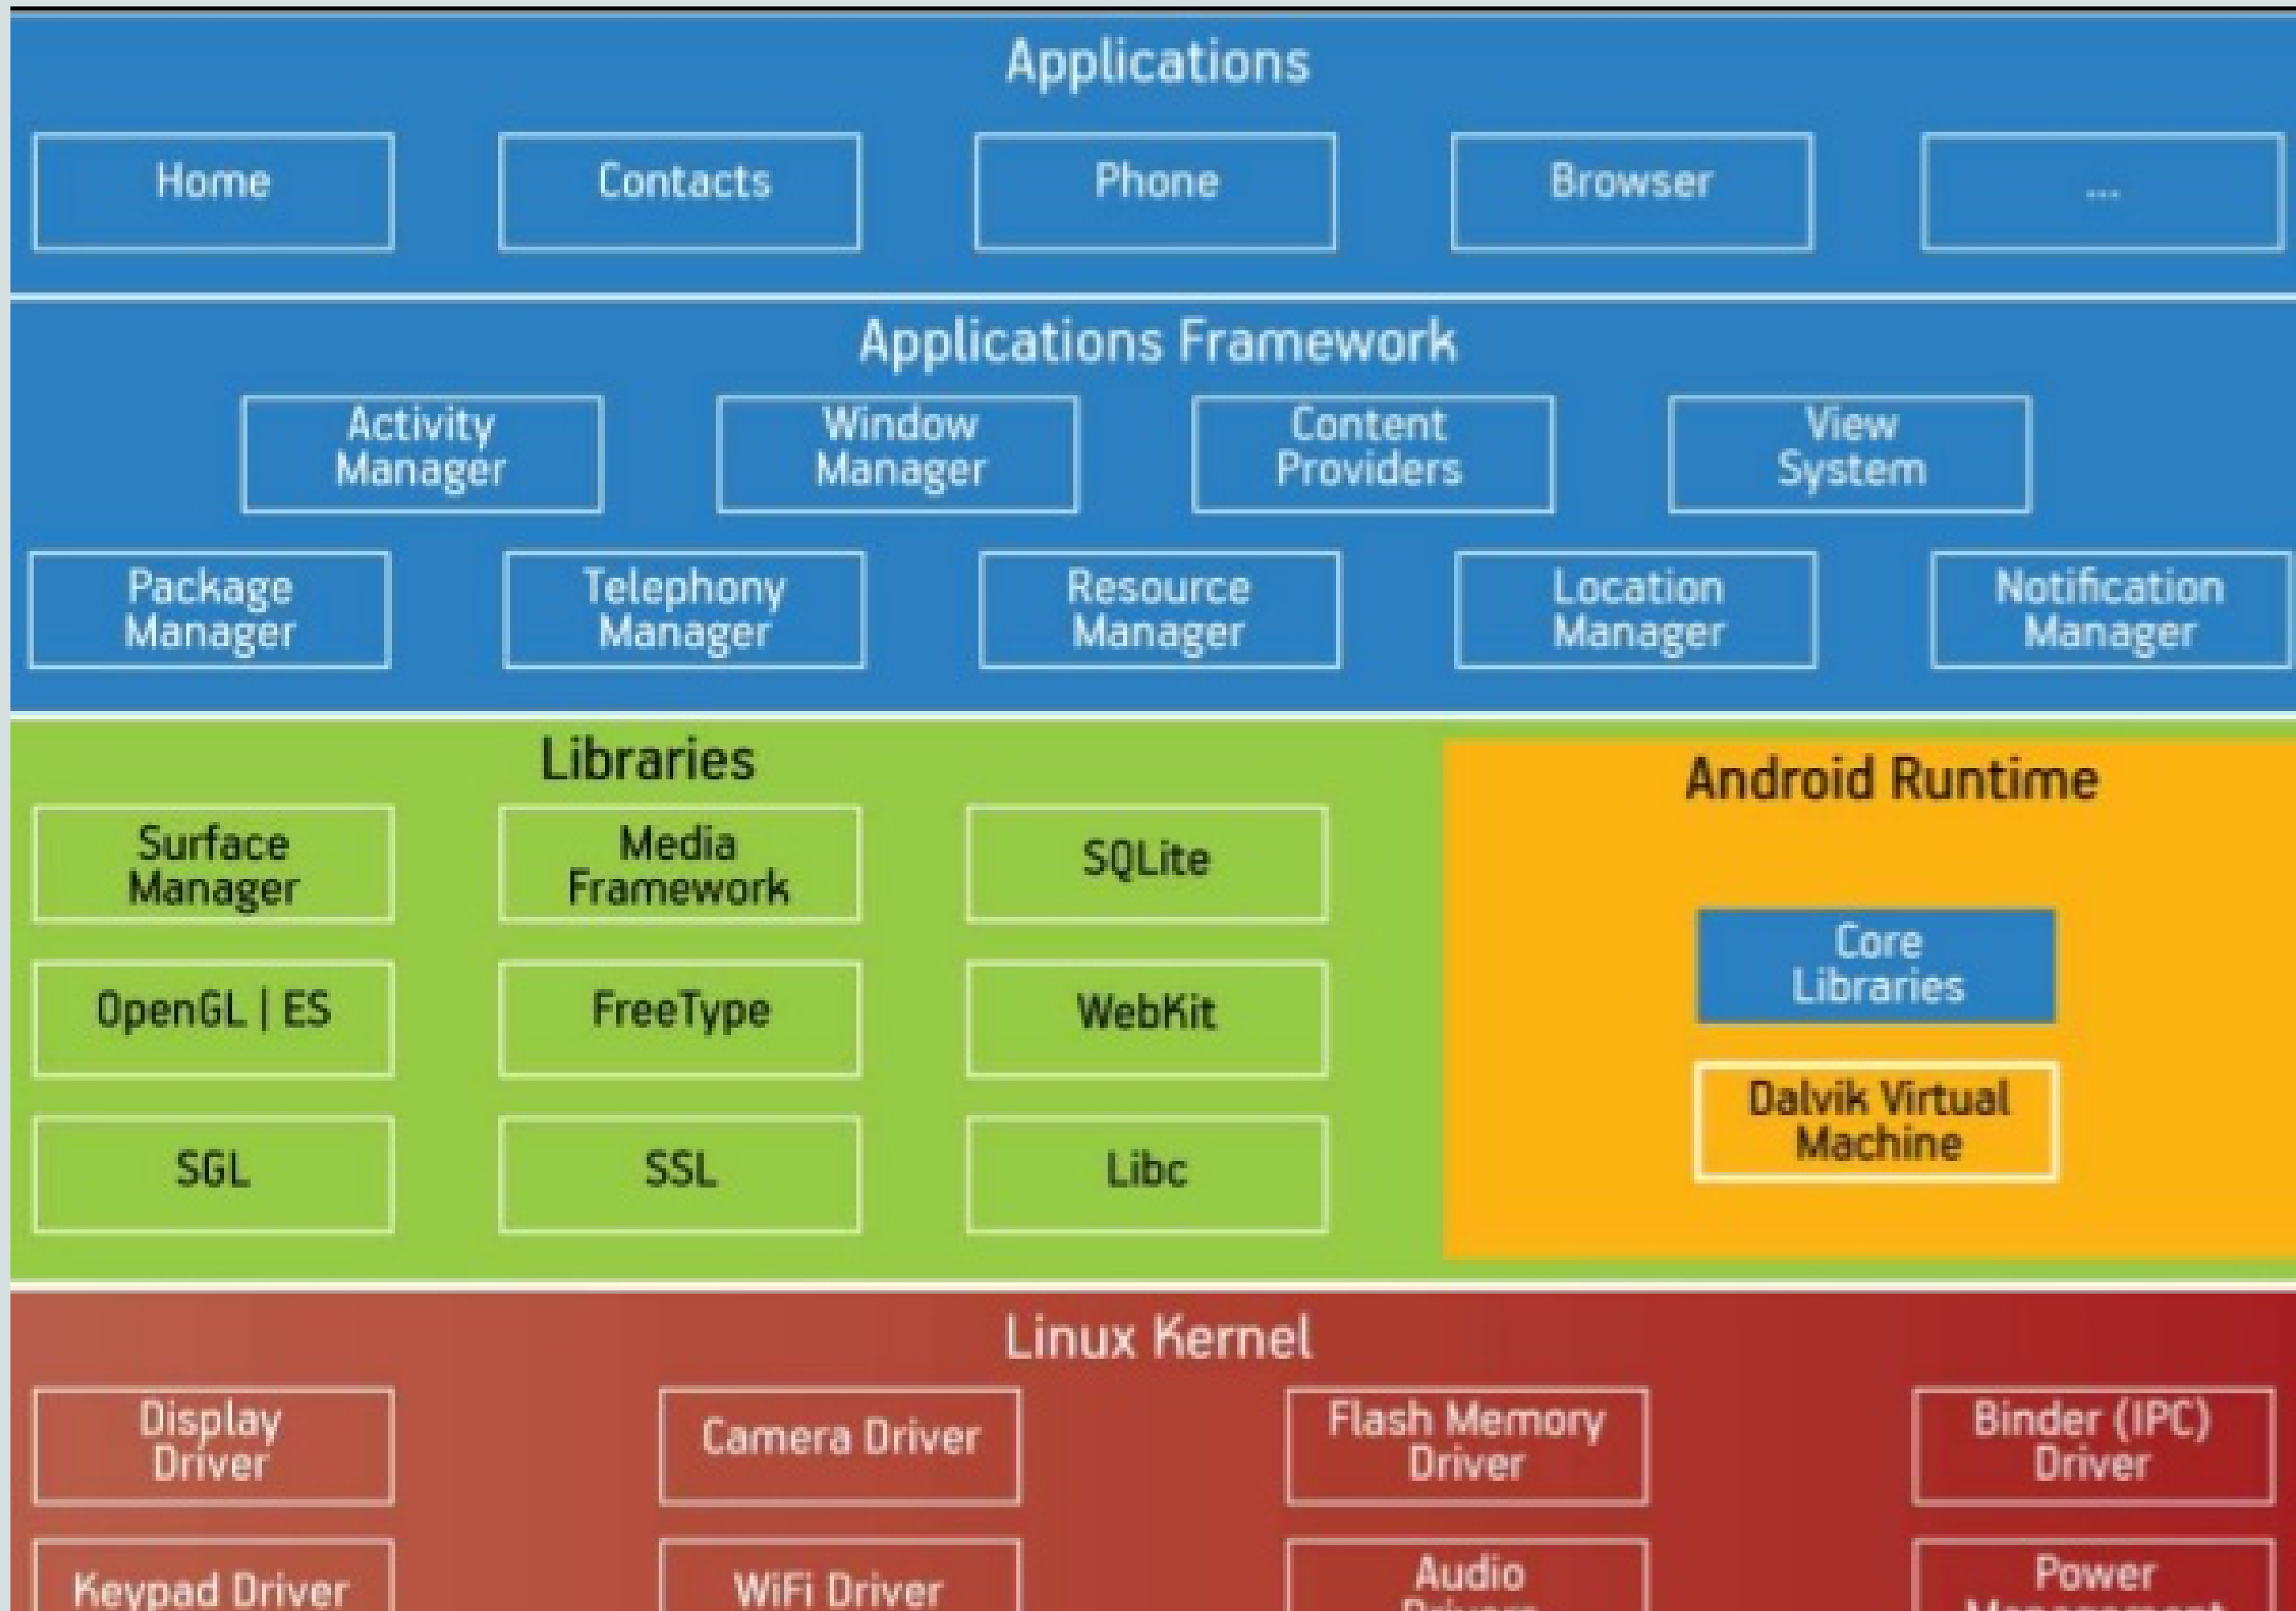 Applications
Home
Contacts
Phone
Browser
...
Applications Framework
Activity
Manager
Window
Manager
Content
Providers
View
System
Package
Manager
Telephony
Manager
Resource
Manager
Location
Manager
Notification
Manager
Libraries
Surface
Manager
Media
Framework
SQLite
OpenGL | ES
FreeType
WebKit
SGL
SSL
Libc
Android Runtime
Core
Libraries
Dalvik Virtual
Machine
Linux Kernel
Display
Driver
Camera Driver
Flash Memory
Driver
Binder (IPC)
Driver
Keypad Driver
WiFi Driver
Audio
Drivers
Power
Management